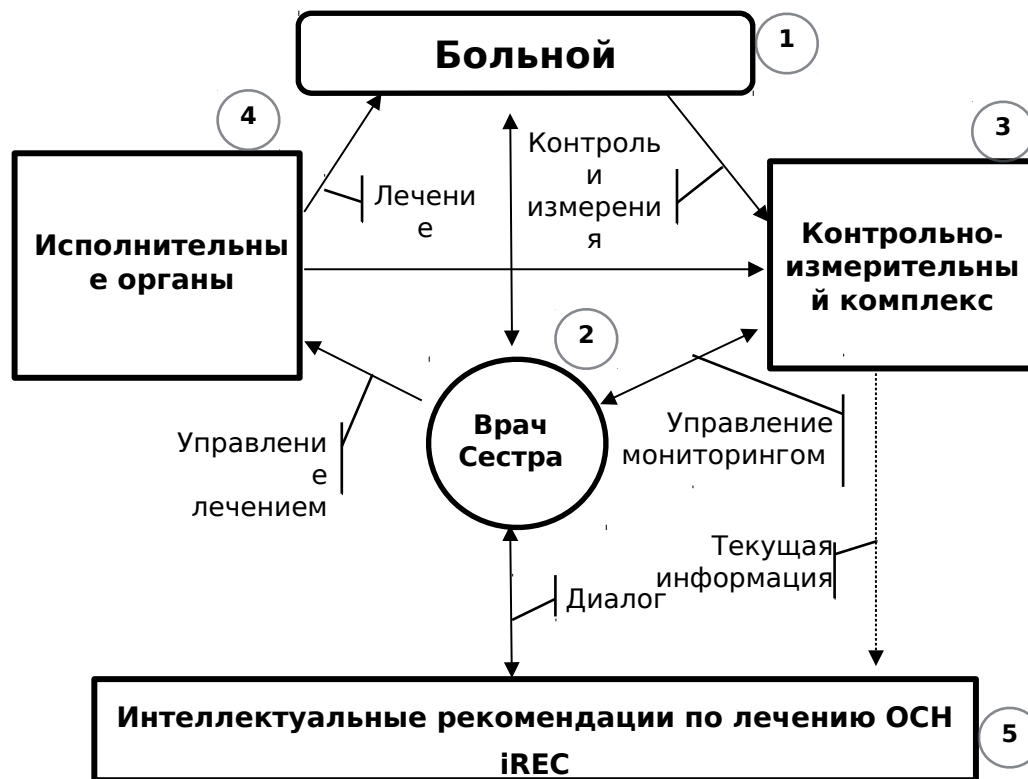 Больной
1
4
3
Контроль
и
измерени
я
Лечени
е
Исполнительны
е органы
Контрольно-
измерительны
й комплекс
2
Врач
Сестра
Управлени
е
лечением
Управление
мониторингом
Текущая
информация
Диалог
Интеллектуальные рекомендации по лечению ОСН
iREC
5